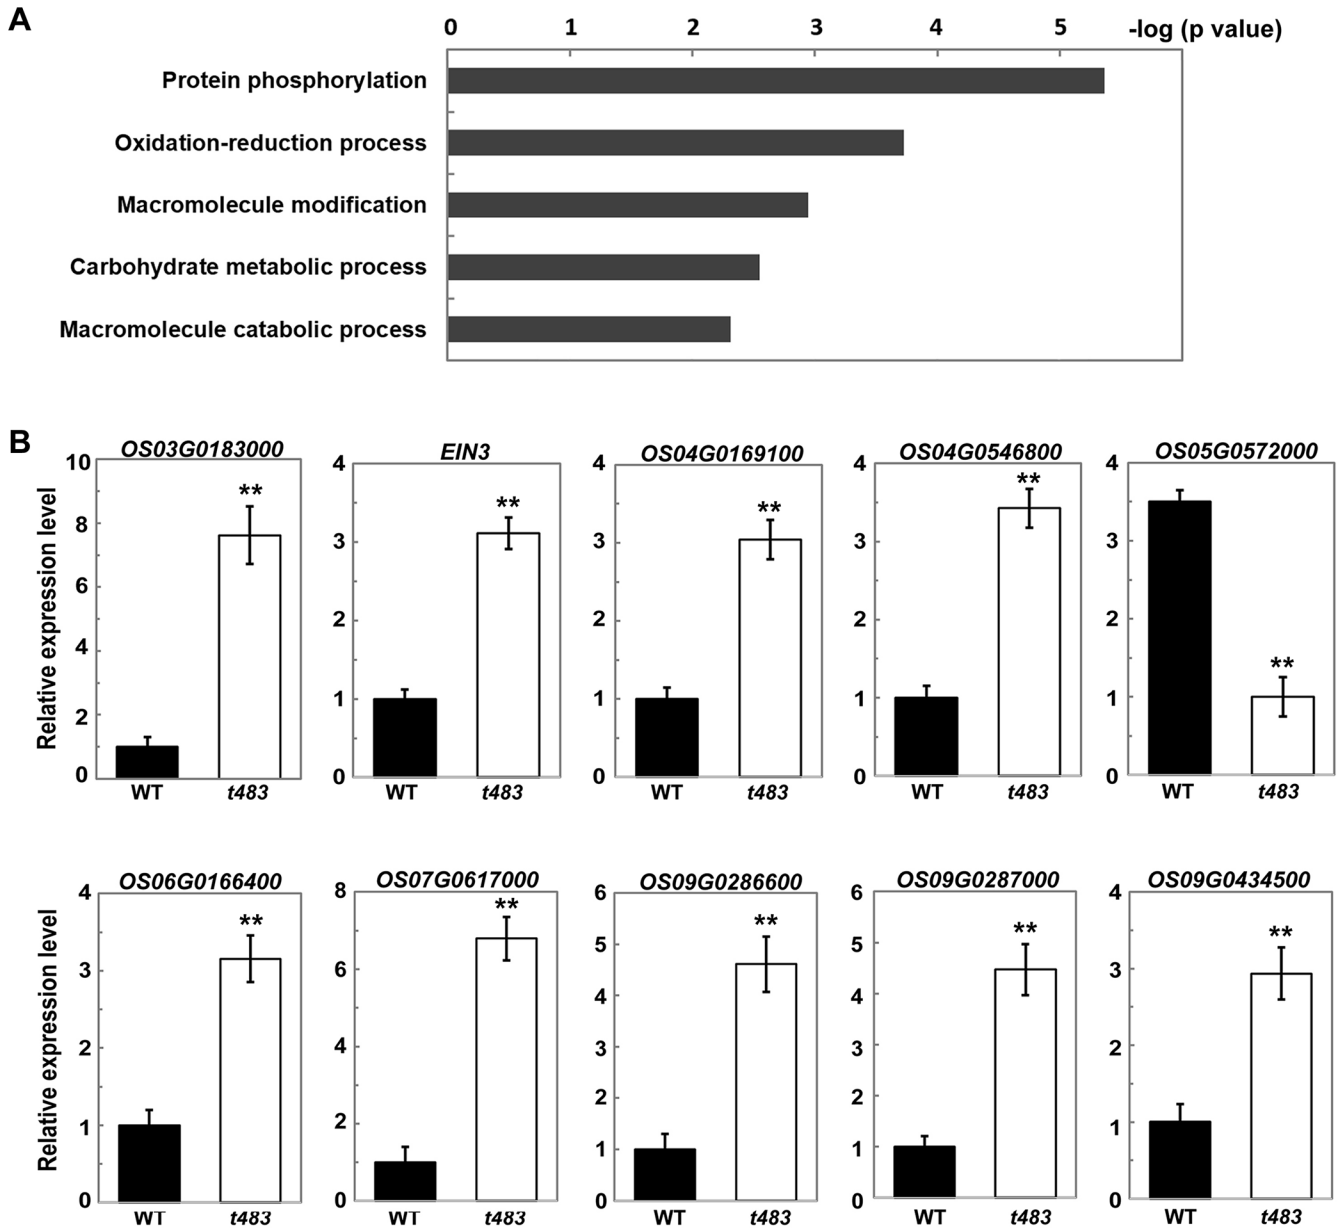 A
0 1 2 3 4 5 -log (p value)
Protein phosphorylation
Oxidation-reduction process
Macromolecule modification
Carbohydrate metabolic process
Macromolecule catabolic process
B
OS03G0183000 EIN3 OS04G0169100 OS04G0546800 OS05G0572000
Relative expression level
10
8
6
4
2
0
**
WT t483
4
3
2
1
0
**
WT t483
4
3
2
1
0
**
WT t483
4
3
2
1
0
**
WT t483
4
3
2
1
0
**
WT t483
OS06G0166400 OS07G0617000 OS09G0286600 OS09G0287000 OS09G0434500
Relative expression level
4
3
2
1
0
**
WT t483
8
6
4
2
0
**
WT t483
6
5
4
3
2
1
0
**
WT t483
6
5
4
3
2
1
0
**
WT t483
4
3
2
1
0
**
WT t483